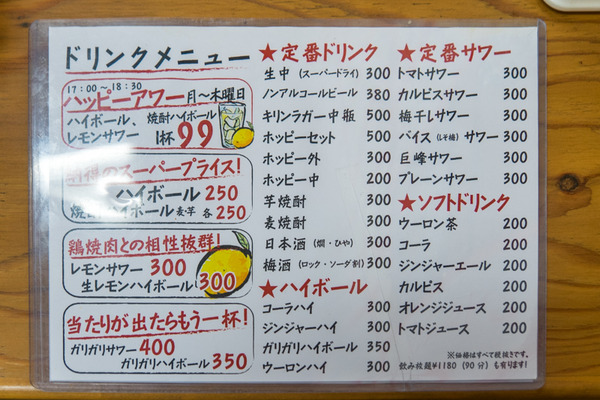 ドリンクメニュー
17:00〜18:30
ハッピーアワー 月〜木曜日
ハイボール、焼酎ハイボール
レモンサワー 1杯99
のスーパープライス!
ハイボール 250
ハイボール 麦芋 各250
鶏焼肉との相性抜群!
レモンサワー 300
生レモンハイボール 300
当たりが出たらもう一杯!
ガリガリサワー 400
ガリガリハイボール 350
★定番ドリンク
生中(スーパードライ) 300
ノンアルコールビール 380
キリンラガー中瓶 500
ホッピーセット 500
ホッピー外 300
ホッピー中 200
芋焼酎 300
麦焼酎 300
日本酒(燗・ひや) 300
梅酒(ロック・ソーダ割) 300
★ハイボール
コーラハイ 300
ジンジャーハイ 300
ガリガリハイボール 350
ウーロンハイ 300
★定番サワー
トマトサワー 300
カルピスサワー 300
梅干しサワー 300
バイス(しそ梅)サワー 300
巨峰サワー 300
プレーンサワー 300
★ソフトドリンク
ウーロン茶 200
コーラ 200
ジンジャーエール 200
カルピス 200
オレンジジュース 200
トマトジュース 200
※価格はすべて税抜きです。
飲み放題¥1180(90分)も有ります!